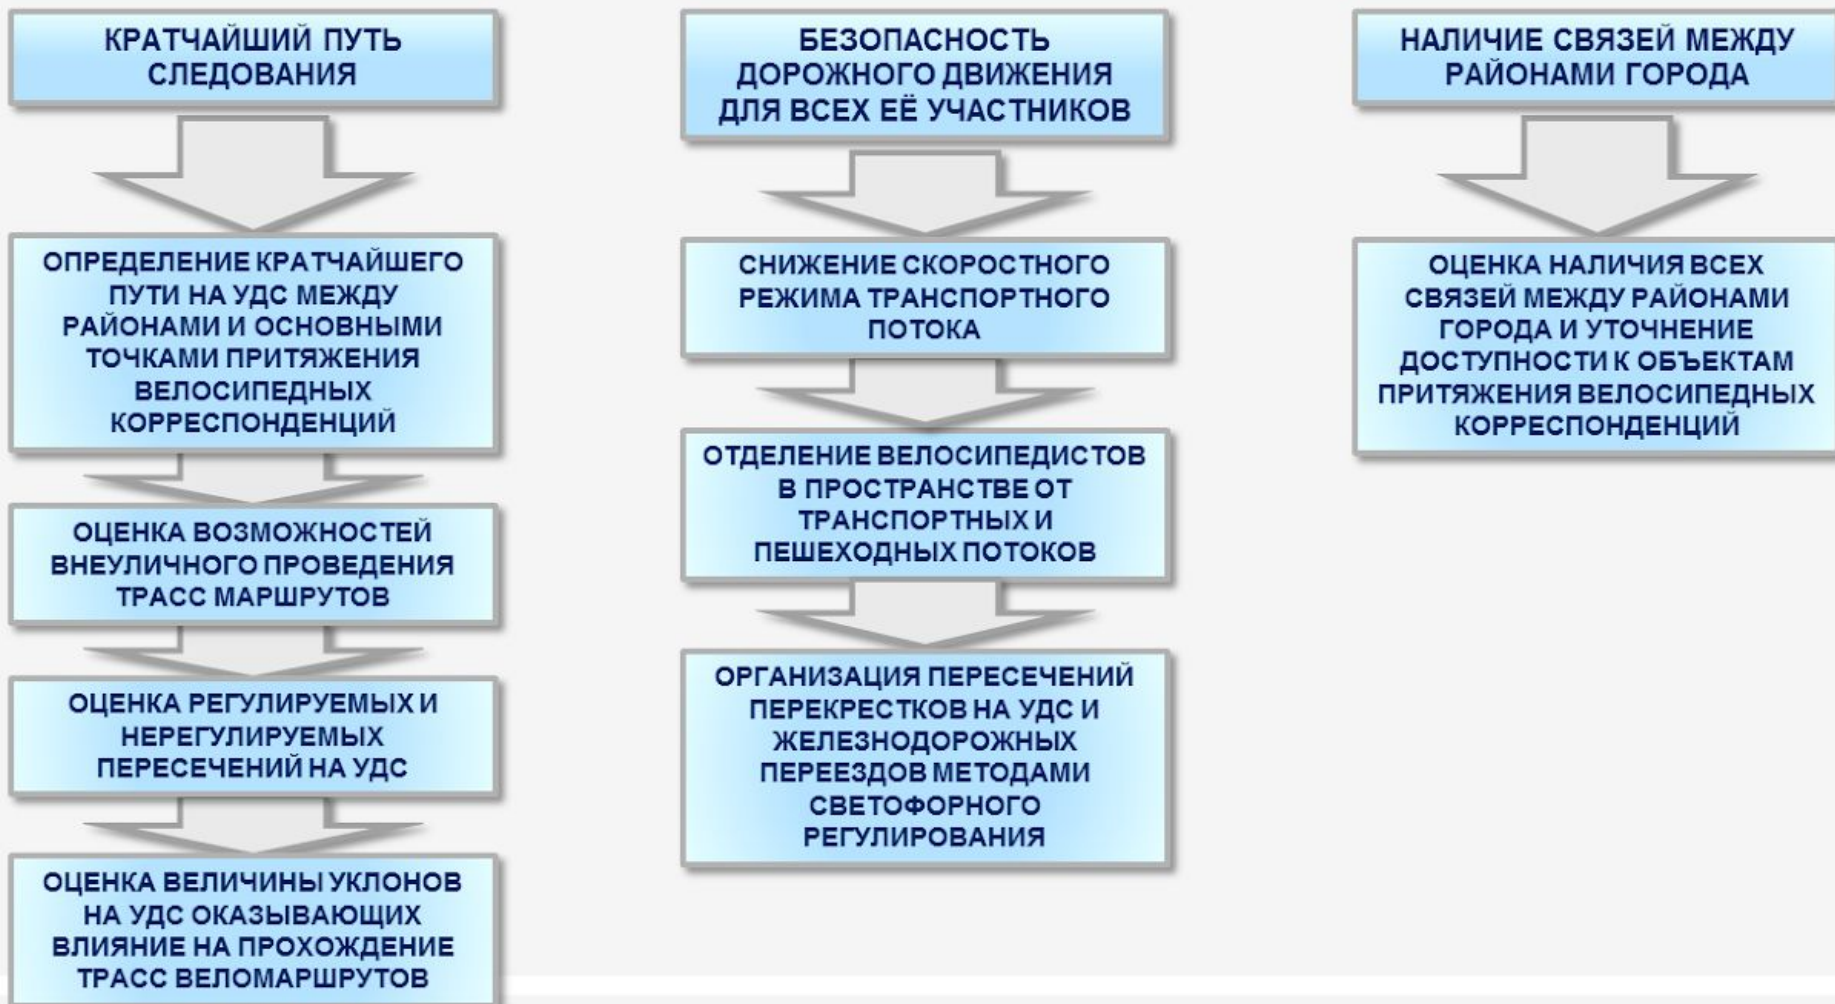 КРАТЧАЙШИЙ ПУТЬ
СЛЕДОВАНИЯ
ОПРЕДЕЛЕНИЕ КРАТЧАЙШЕГО
ПУТИ НА УДС МЕЖДУ
РАЙОНАМИ И ОСНОВНЫМИ
ТОЧКАМИ ПРИТЯЖЕНИЯ
ВЕЛОСИПЕДНЫХ
КОРРЕСПОНДЕНЦИЙ
ОЦЕНКА ВОЗМОЖНОСТЕЙ
ВНЕУЛИЧНОГО ПРОВЕДЕНИЯ
ТРАСС МАРШРУТОВ
ОЦЕНКА РЕГУЛИРУЕМЫХ И
НЕРЕГУЛИРУЕМЫХ
ПЕРЕСЕЧЕНИЙ НА УДС
ОЦЕНКА ВЕЛИЧИНЫ УКЛОНОВ
НА УДС ОКАЗЫВАЮЩИХ
ВЛИЯНИЕ НА ПРОХОЖДЕНИЕ
ТРАСС ВЕЛОМАРШРУТОВ
БЕЗОПАСНОСТЬ
ДОРОЖНОГО ДВИЖЕНИЯ
ДЛЯ ВСЕХ ЕЁ УЧАСТНИКОВ
СНИЖЕНИЕ СКОРОСТНОГО
РЕЖИМА ТРАНСПОРТНОГО
ПОТОКА
ОТДЕЛЕНИЕ ВЕЛОСИПЕДИСТОВ
В ПРОСТРАНСТВЕ ОТ
ТРАНСПОРТНЫХ И
ПЕШЕХОДНЫХ ПОТОКОВ
ОРГАНИЗАЦИЯ ПЕРЕСЕЧЕНИЙ
ПЕРЕКРЕСТКОВ НА УДС И
ЖЕЛЕЗНОДОРОЖНЫХ
ПЕРЕЕЗДОВ МЕТОДАМИ
СВЕТОФОРНОГО
РЕГУЛИРОВАНИЯ
НАЛИЧИЕ СВЯЗЕЙ МЕЖДУ
РАЙОНАМИ ГОРОДА
ОЦЕНКА НАЛИЧИЯ ВСЕХ
СВЯЗЕЙ МЕЖДУ РАЙОНАМИ
ГОРОДА И УТОЧНЕНИЕ
ДОСТУПНОСТИ К ОБЪЕКТАМ
ПРИТЯЖЕНИЯ ВЕЛОСИПЕДНЫХ
КОРРЕСПОНДЕНЦИЙ